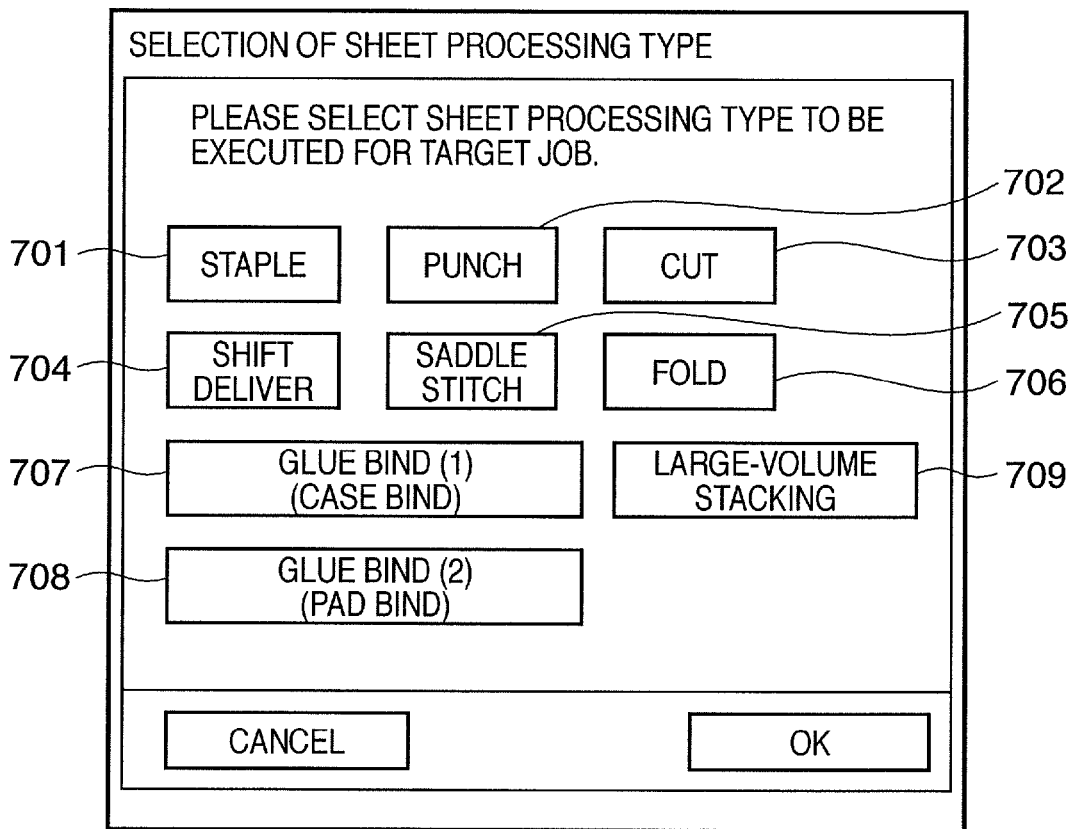 SELECTION OF SHEET PROCESSING TYPE
PLEASE SELECT SHEET PROCESSING TYPE TO BE
EXECUTED FOR TARGET JOB.
702
701
STAPLE
PUNCH
CUT
703
705
704
SHIFT
DELIVER
SADDLE
STITCH
FOLD
706
707
GLUE BIND (1)
(CASE BIND)
LARGE-VOLUME
STACKING
709
708
GLUE BIND (2)
(PAD BIND)
CANCEL
OK